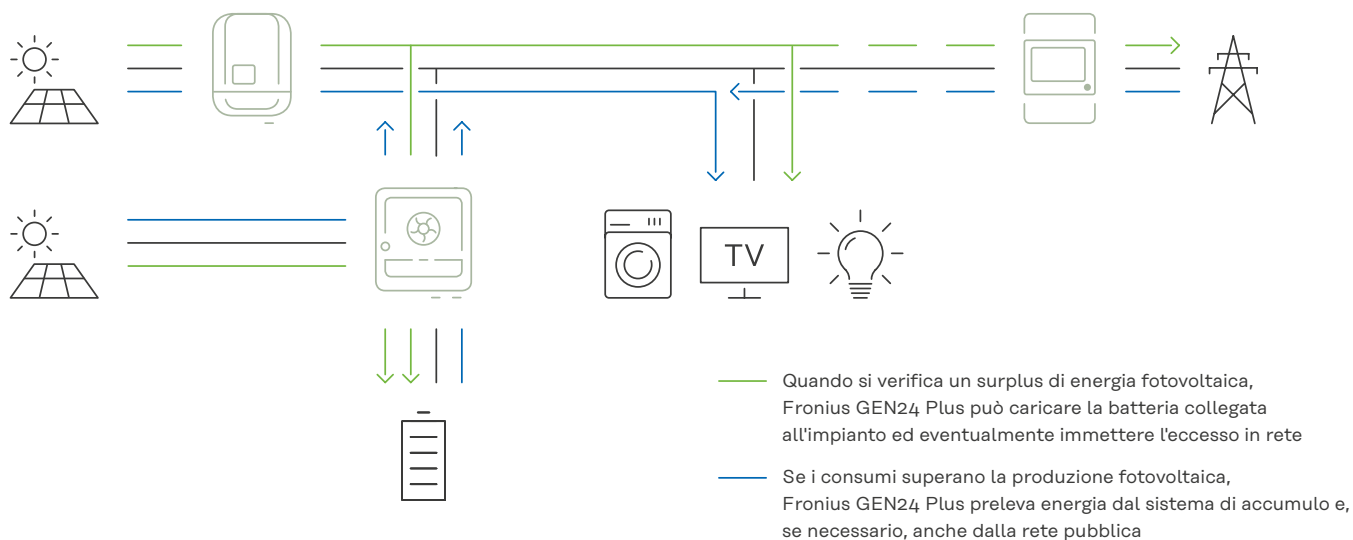 TV
Quando si verifica un surplus di energia fotovoltaica,
Fronius GEN24 Plus può caricare la batteria collegata
all'impianto ed eventualmente immettere l'eccesso in rete
Se i consumi superano la produzione fotovoltaica,
Fronius GEN24 Plus preleva energia dal sistema di accumulo e,
se necessario, anche dalla rete pubblica